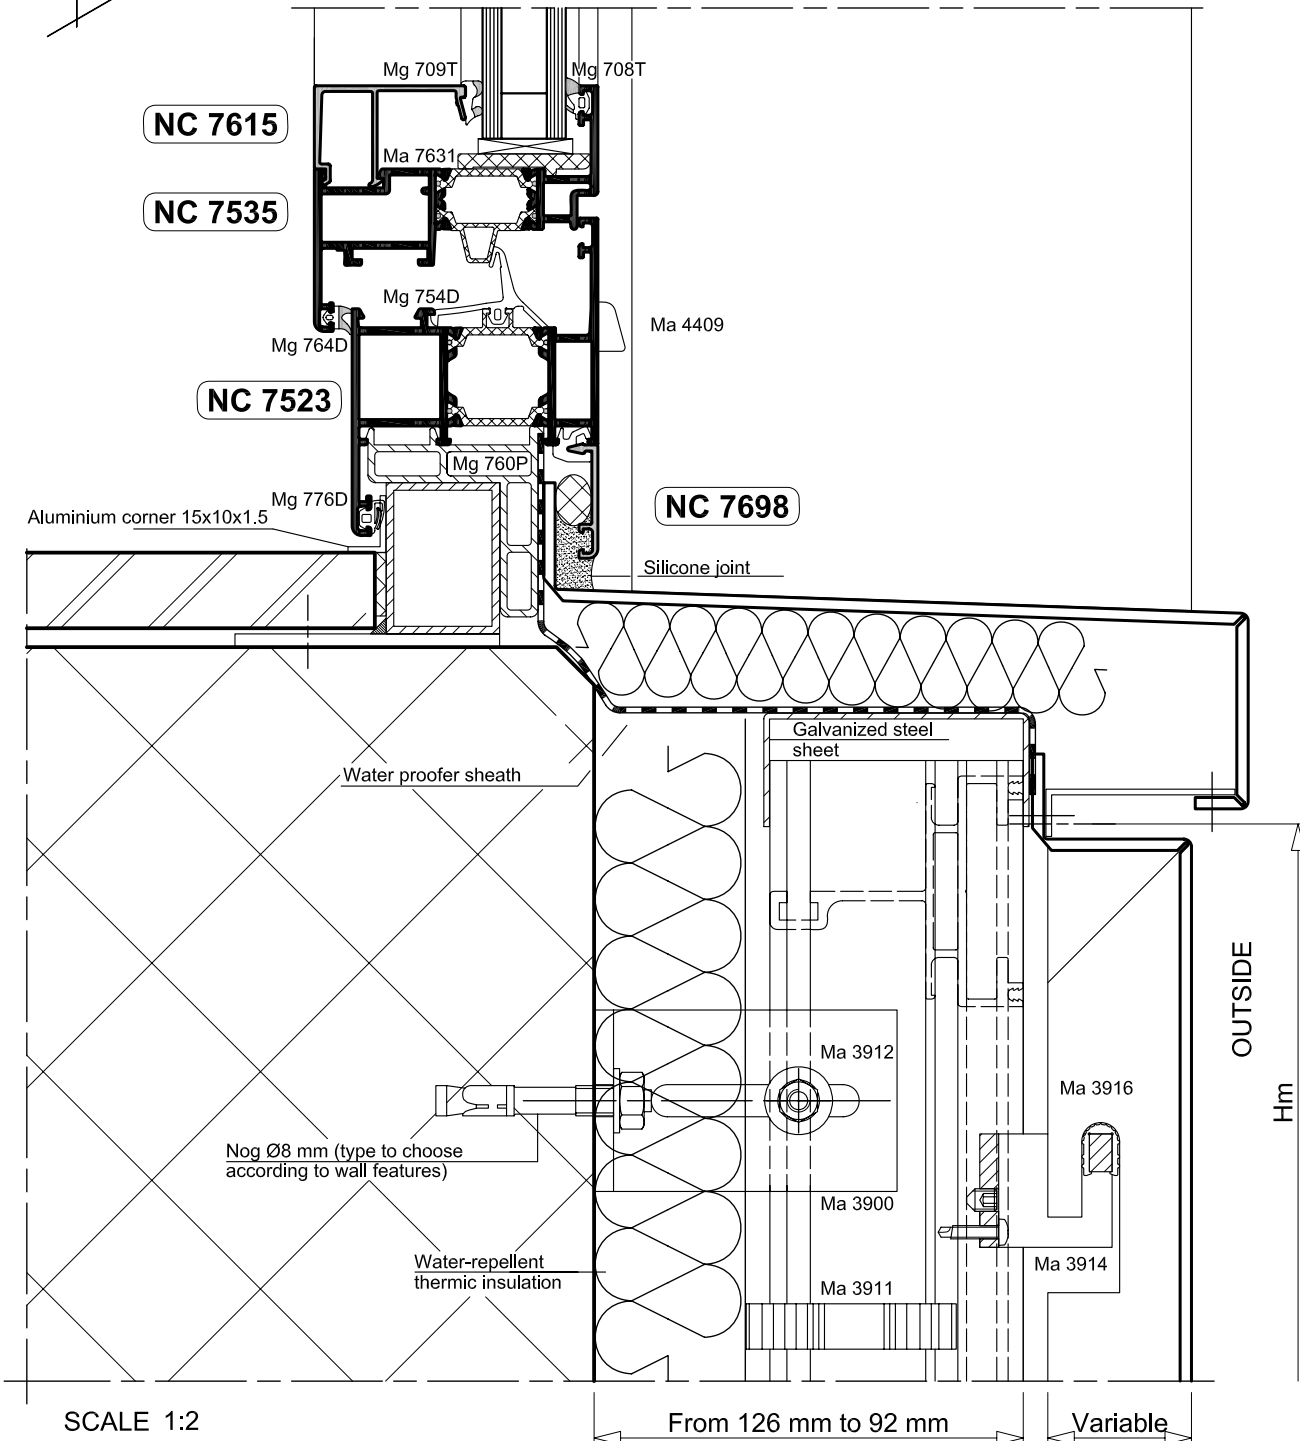 Mg 709T
Mg 708T
NC 7615
Ma 7631
NC 7535
Mg 754D
Ma 4409
Mg 764D
NC 7523
Mg 760P
Mg 776D
NC 7698
Aluminium corner 15x10x1.5
Silicone joint
Galvanized steel
sheet
Water proofer sheath
OUTSIDE
Ma 3912
Ma 3916
Hm
Nog Ø8 mm (type to choose
according to wall features)
Ma 3900
Water-repellent
thermic insulation
Ma 3914
Ma 3911
SCALE 1:2
From 126 mm to 92 mm
Variable